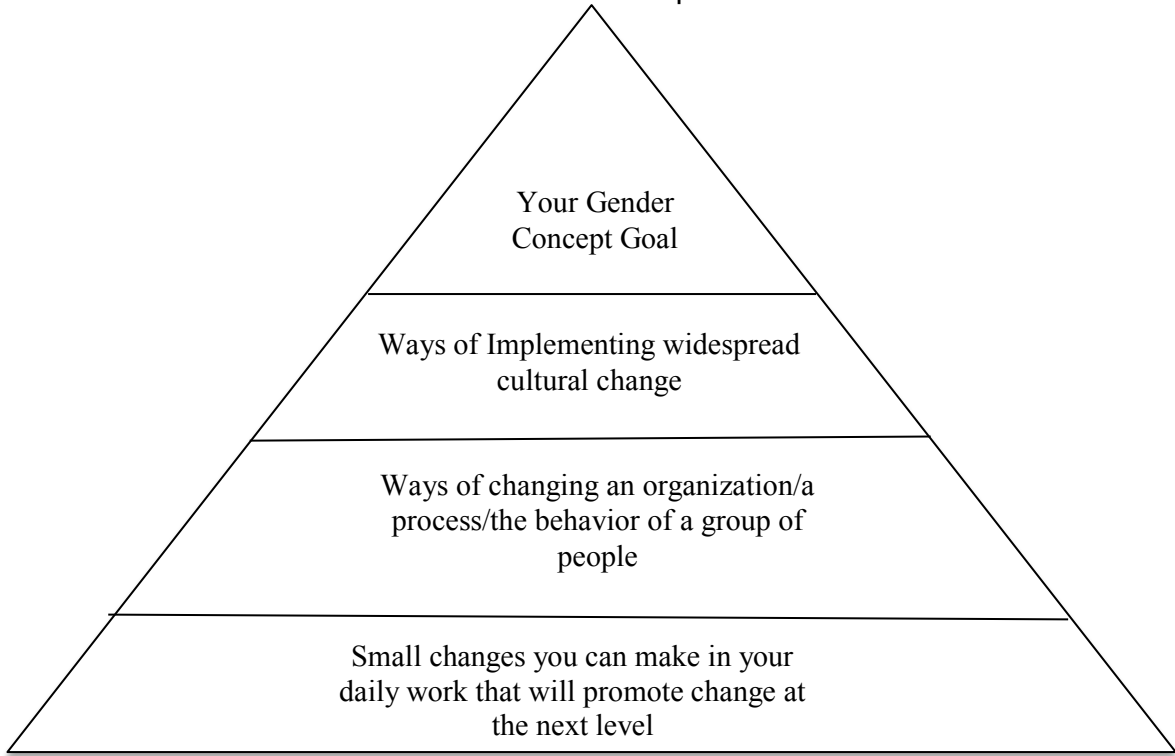 Your Gender
Concept Goal
Ways of Implementing widespread
cultural change
Ways of changing an organization/a
process/the behavior of a group of
people
Small changes you can make in your
daily work that will promote change at
the next level